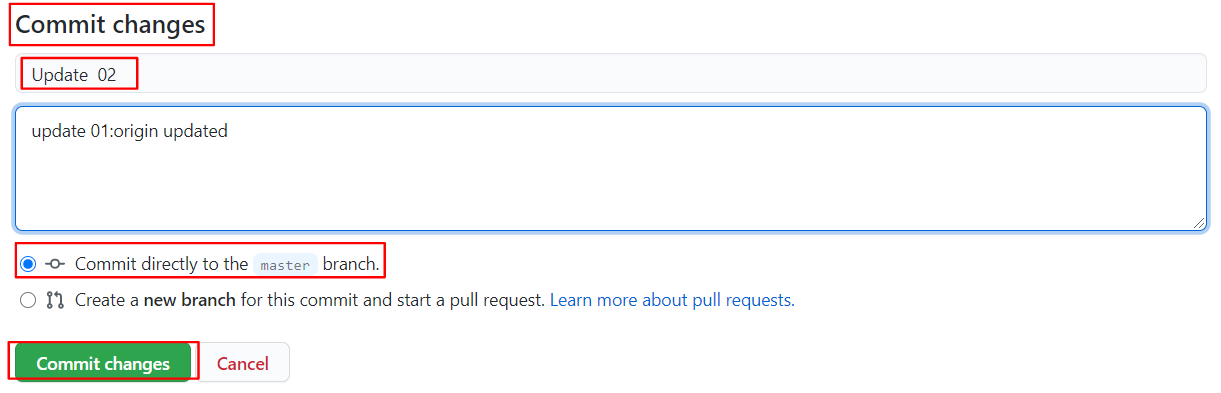 Commit changes
Update  02
update 01:origin updated
Commit directly to the master branch.
Create a new branch for this commit and start a pull request. Learn more about pull requests.
Commit changes Cancel